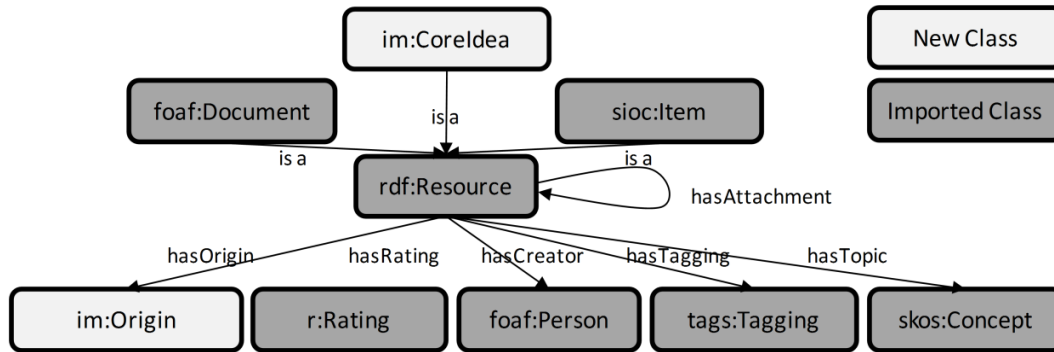 im:CoreIdea
New Class
foaf:Document
is a
sioc:Item
Imported Class
is a
is a
rdf:Resource
hasAttachment
hasOrigin
hasRating
hasCreator
hasTagging
hasTopic
im:Origin
r:Rating
foaf:Person
tags:Tagging
skos:Concept